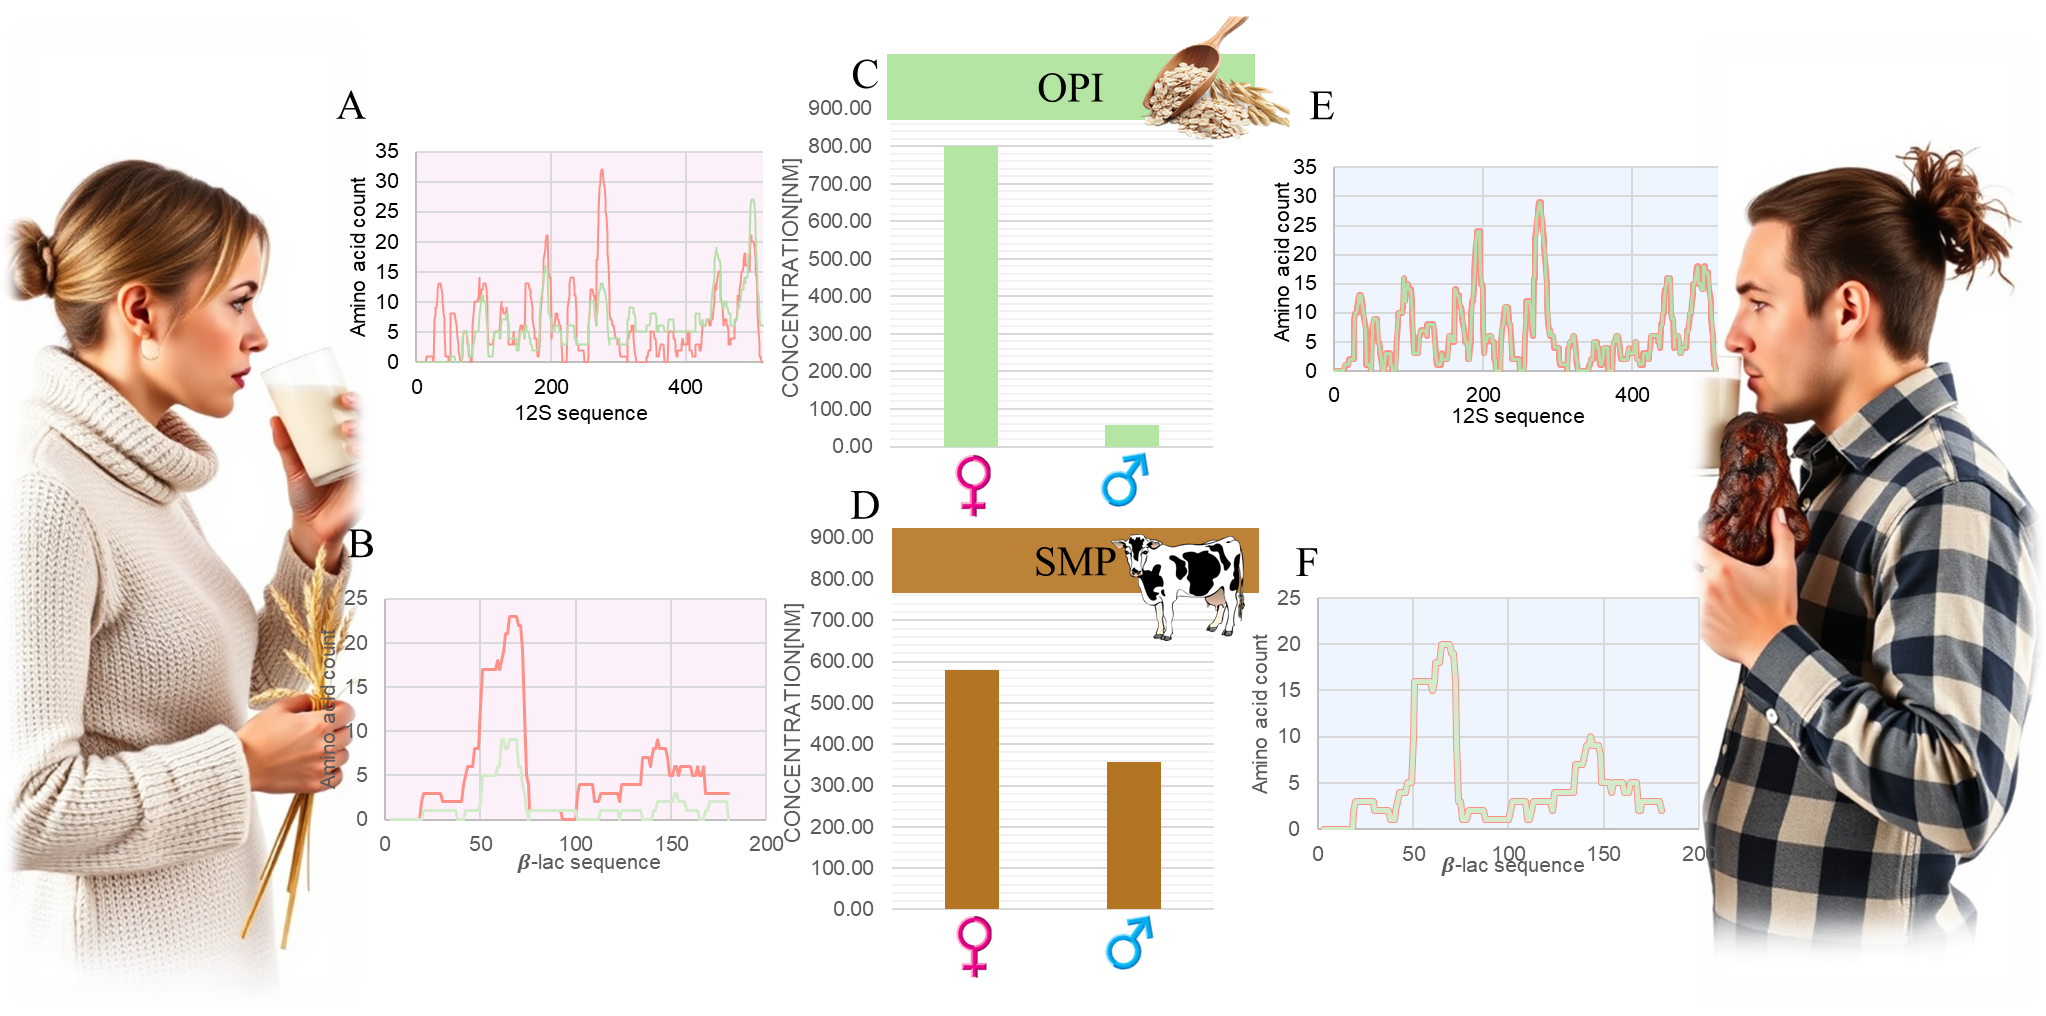 A
35
30
25
20
15
10
5
0
0 200 400
Amino acid count
12S sequence
B
25
20
15
10
5
0
0 50 100 150 200
Amino acid count
β-lac sequence
C
OPI
900.00
800.00
700.00
600.00
500.00
400.00
300.00
200.00
100.00
0.00
CONCENTRATION[NM]
♀ ♂
D
SMP
900.00
800.00
700.00
600.00
500.00
400.00
300.00
200.00
100.00
0.00
CONCENTRATION[NM]
♀ ♂
E
35
30
25
20
15
10
5
0
0 200 400
Amino acid count
12S sequence
F
25
20
15
10
5
0
0 50 100 150 200
Amino acid count
β-lac sequence